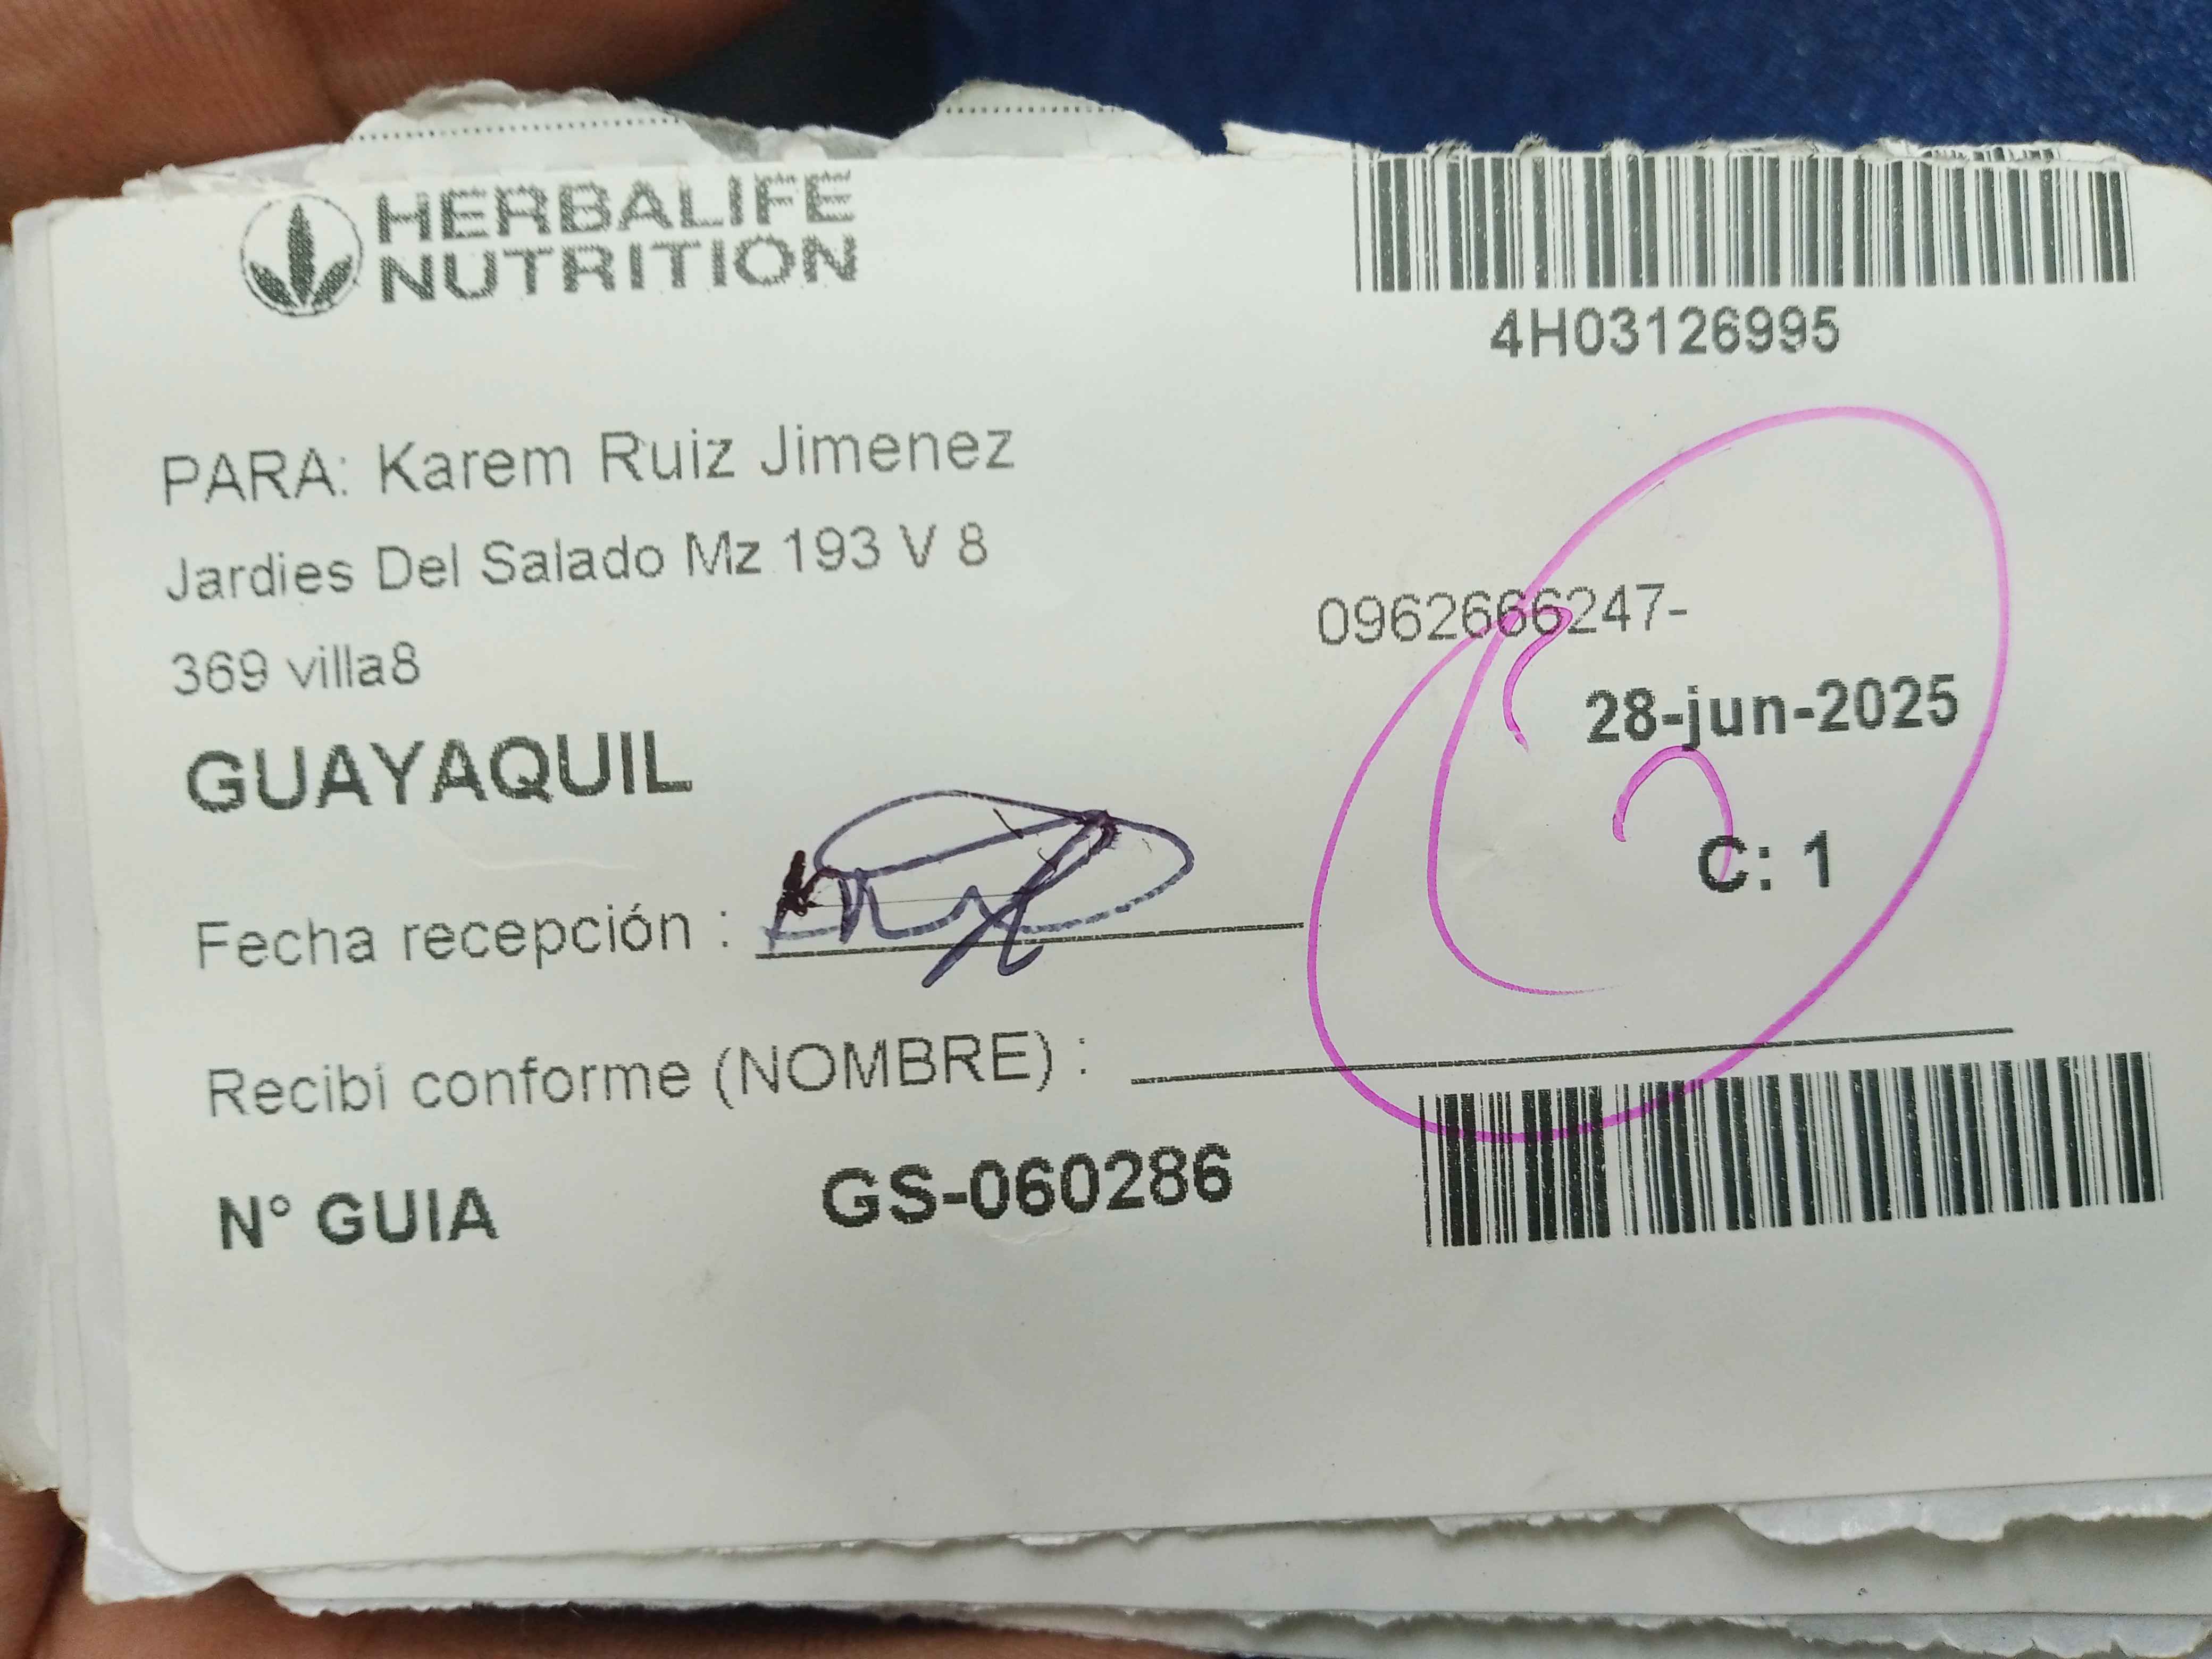 HERBALIFE
NUTRITION
4H03126995
PARA: Karem Ruiz Jimenez
Jardies Del Salado Mz 193 V 8
369 villa8
0962666247-
28-jun-2025
GUAYAQUIL
C: 1
Fecha recepción :
Recibí conforme (NOMBRE) :
N° GUIA GS-060286